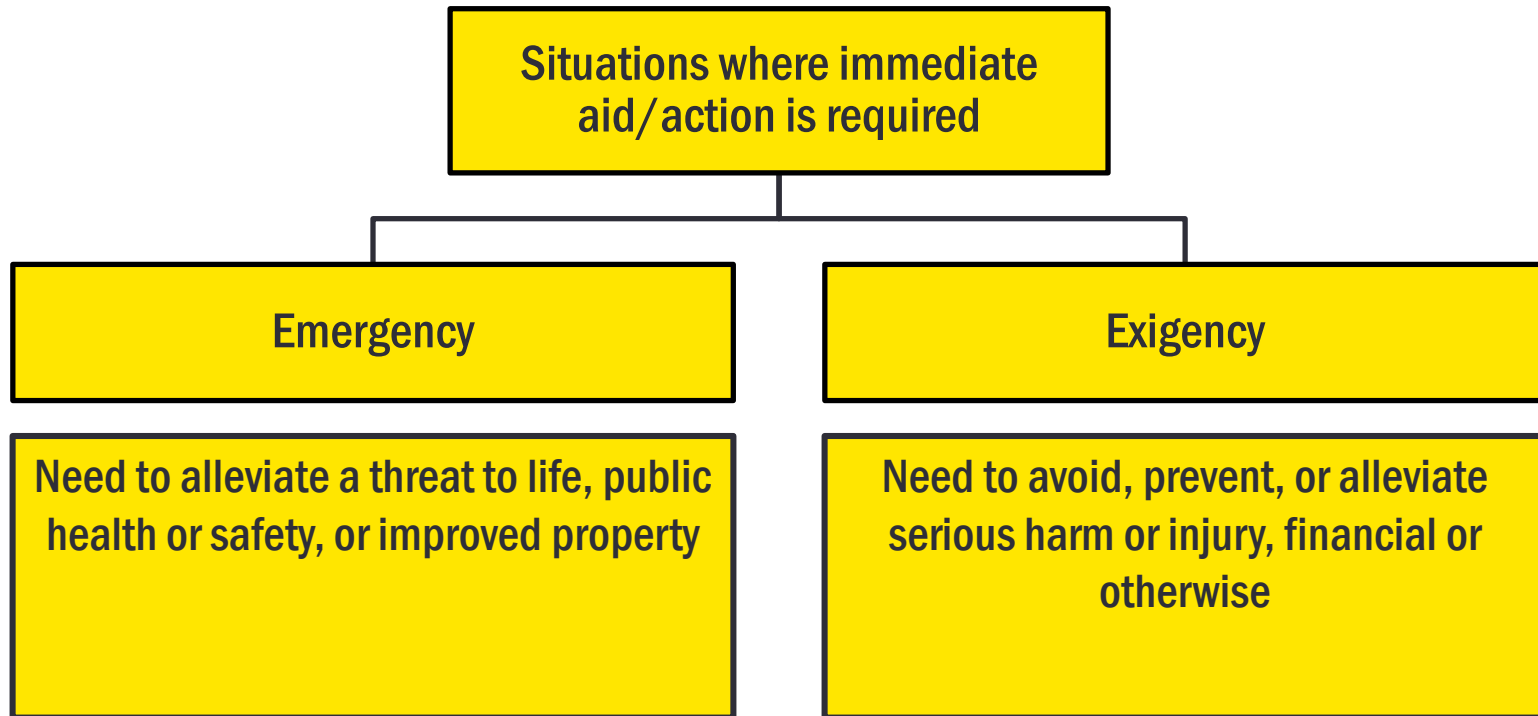 Situations where immediate
aid/action is required
Emergency
Exigency
Need to alleviate a threat to life, public
health or safety, or improved property
Need to avoid, prevent, or alleviate
serious harm or injury, financial or
otherwise